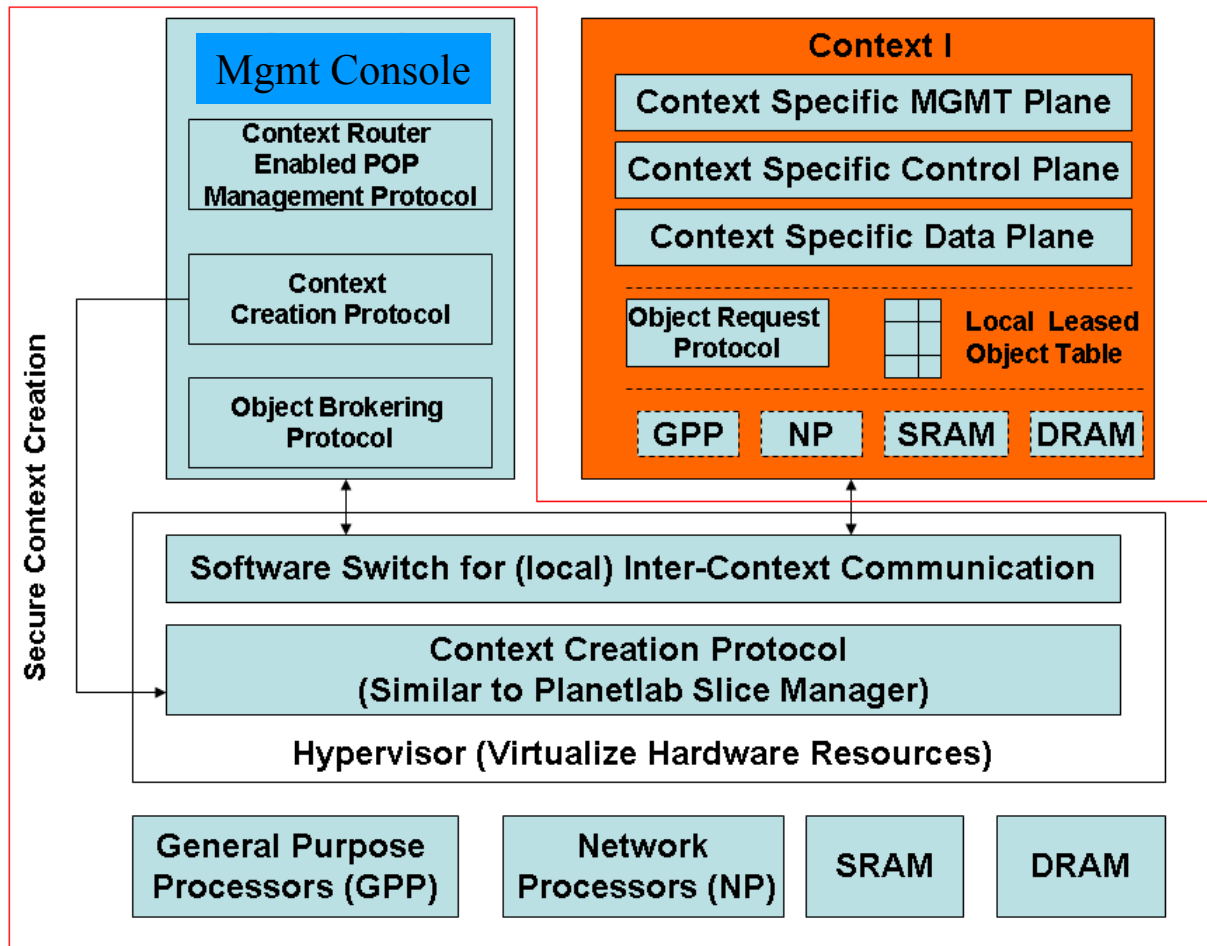 Mgmt Console
Context Router
Enabled POP
Management Protocol
Context
Creation Protocol
Object Brokering
Protocol
Context I
Context Specific MGMT Plane
Context Specific Control Plane
Context Specific Data Plane
Object Request
Protocol
Local Leased
Object Table
GPP
NP
SRAM
DRAM
Secure Context Creation
Software Switch for (local) Inter-Context Communication
Context Creation Protocol
(Similar to Planetlab Slice Manager)
Hypervisor (Virtualize Hardware Resources)
General Purpose
Processors (GPP)
Network
Processors (NP)
SRAM
DRAM